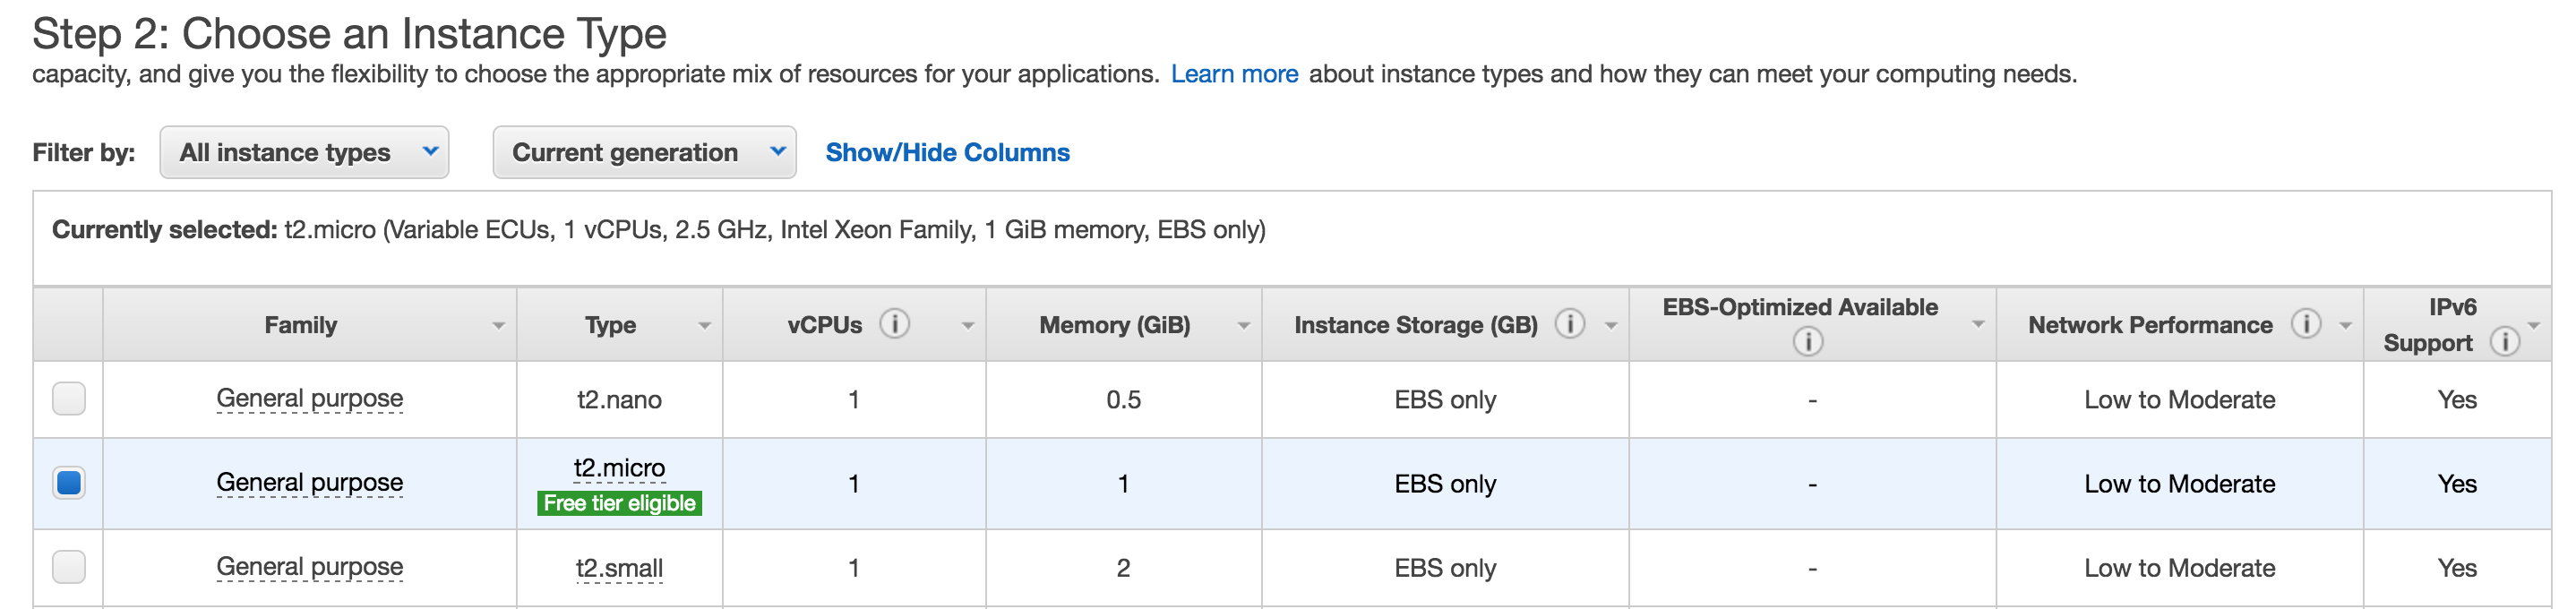 Step 2: Choose an Instance Type
capacity, and give you the flexibility to choose the appropriate mix of resources for your applications. Learn more about instance types and how they can meet your computing needs.
Filter by: All instance types Current generation Show/Hide Columns
Currently selected: t2.micro (Variable ECUs, 1 vCPUs, 2.5 GHz, Intel Xeon Family, 1 GiB memory, EBS only)
Family Type vCPUs i Memory (GiB) Instance Storage (GB) i EBS-Optimized Available i Network Performance i IPv6 Support i
General purpose t2.nano 1 0.5 EBS only - Low to Moderate Yes
General purpose t2.micro Free tier eligible 1 1 EBS only - Low to Moderate Yes
General purpose t2.small 1 2 EBS only - Low to Moderate Yes